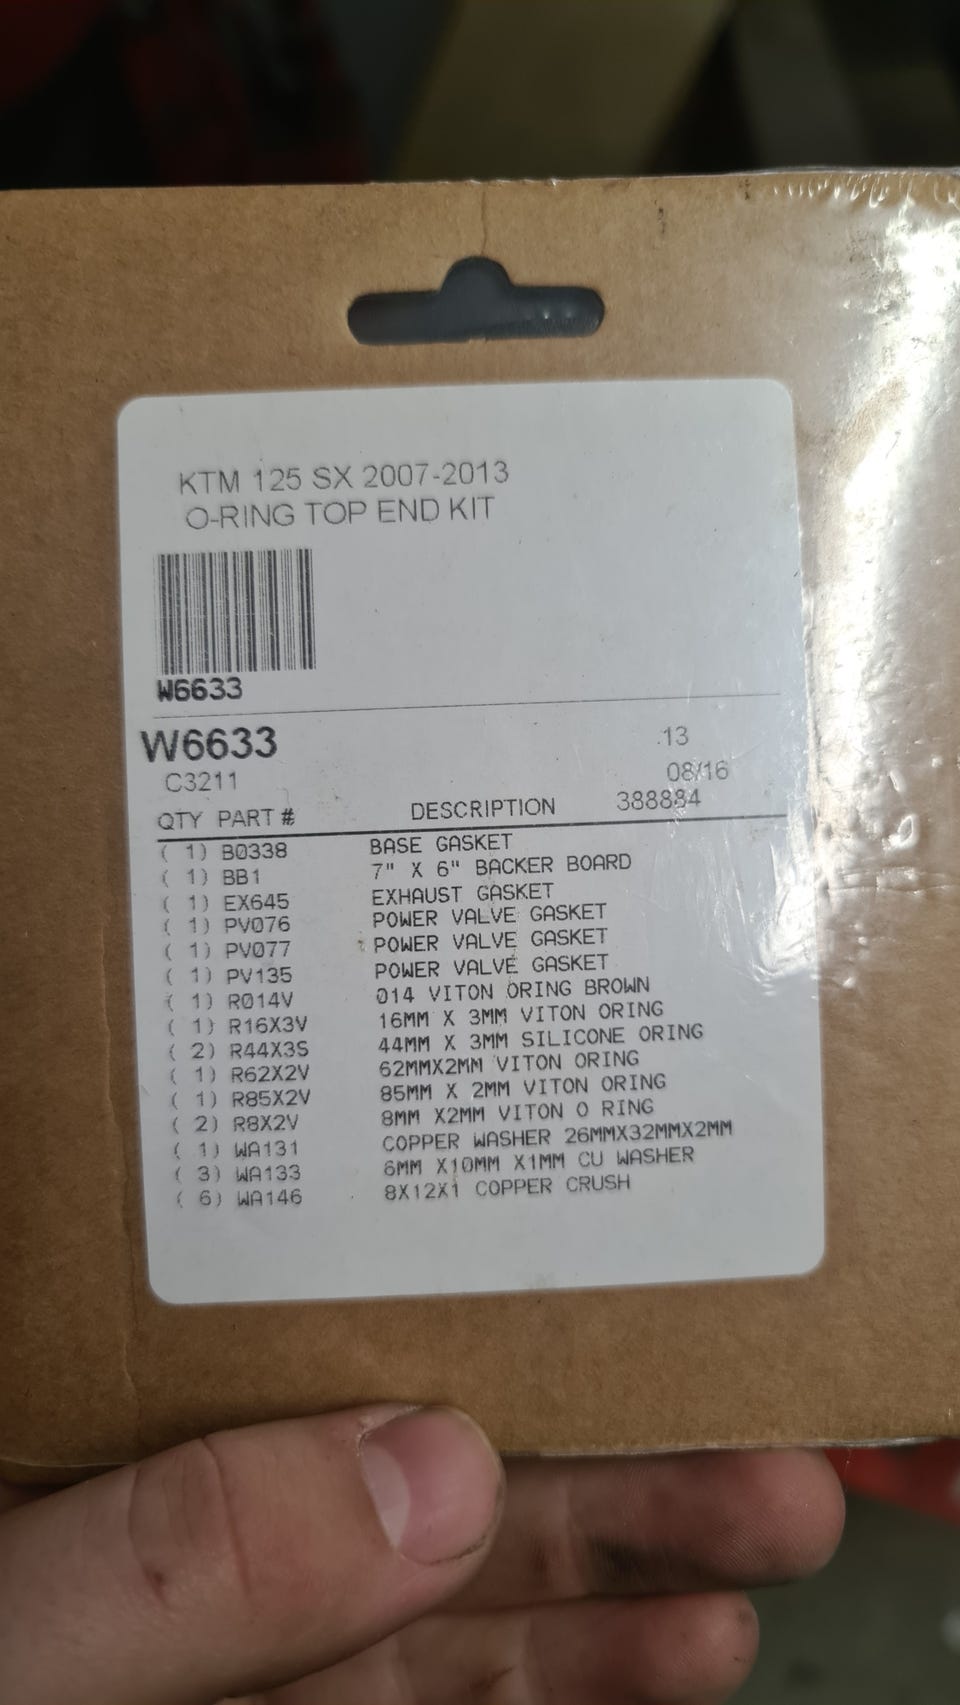 KTM 125 SX 2007-2013
O-RING TOP END KIT
W6633
W6633 .13
C3211 08/16
QTY PART # DESCRIPTION 388884
( 1) B0338 BASE GASKET
( 1) BB1 7" X 6" BACKER BOARD
( 1) EX645 EXHAUST GASKET
( 1) PV076 POWER VALVE GASKET
( 1) PV077 POWER VALVE GASKET
( 1) PV135 POWER VALVE GASKET
( 1) R014V 014 VITON ORING BROWN
( 1) R16X3V 16MM X 3MM VITON ORING
( 2) R44X3S 44MM X 3MM SILICONE ORING
( 1) R62X2V 62MMX2MM VITON ORING
( 1) R85X2V 85MM X 2MM VITON ORING
( 2) R8X2V 8MM X2MM VITON O RING
( 1) WA131 COPPER WASHER 26MMX32MMX2MM
( 3) WA133 6MM X10MM X1MM CU WASHER
( 6) WA146 8X12X1 COPPER CRUSH